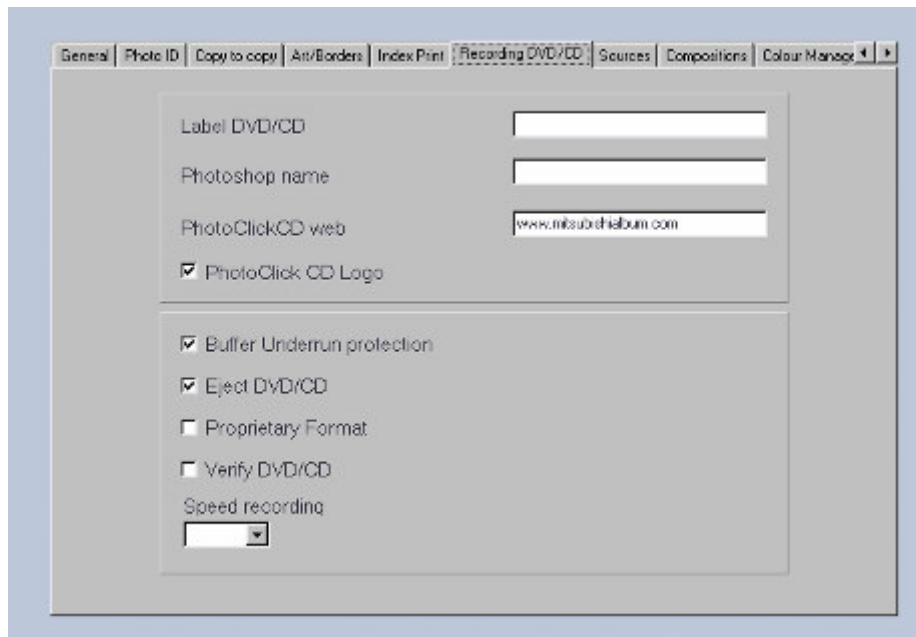 General Photo ID Copy to copy Art/Borders Index Print Recording DVD/CD Sources Compositions Colour Manage
Label DVD/CD
Photoshop name
PhotoClickCD web www.mitsubishialbum.com
PhotoClick CD Logo
Buffer Underrun protection
Eject DVD/CD
Proprietary Format
Verify DVD/CD
Speed recording